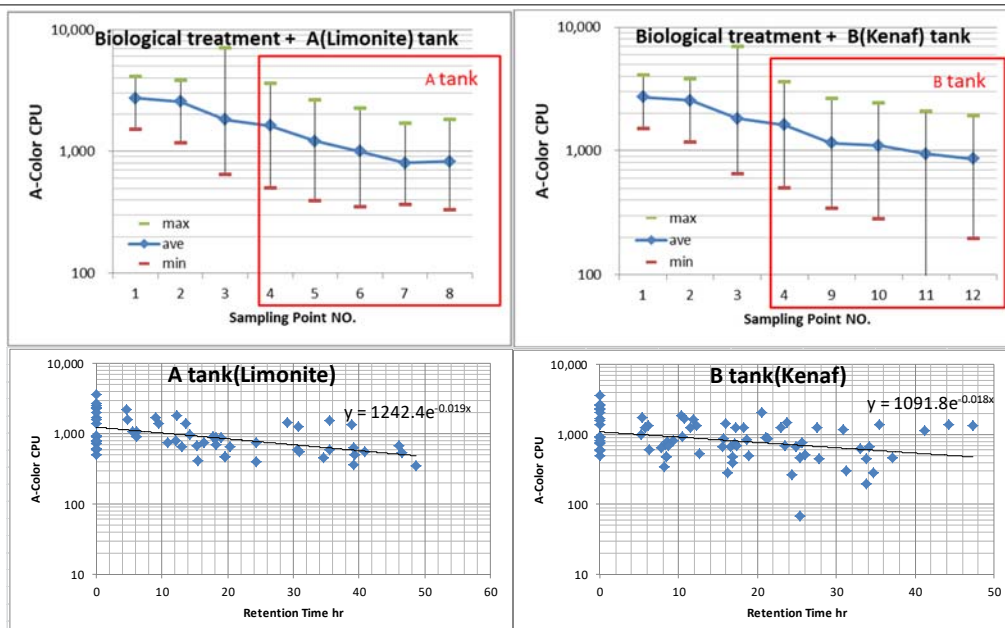 Biological treatment + A(Limonite) tank
A tank
A-Color CPU
10,000
1,000
100
max
ave
min
1 2 3 4 5 6 7 8
Sampling Point NO.
Biological treatment + B(Kenaf) tank
B tank
A-Color CPU
10,000
1,000
100
max
ave
min
1 2 3 4 9 10 11 12
Sampling Point NO.
A tank(Limonite)
y = 1242.4e-0.019x
A-Color CPU
10,000
1,000
100
10
0 10 20 30 40 50 60
Retention Time hr
B tank(Kenaf)
y = 1091.8e-0.018x
A-Color CPU
10,000
1,000
100
10
0 10 20 30 40 50
Retention Time hr